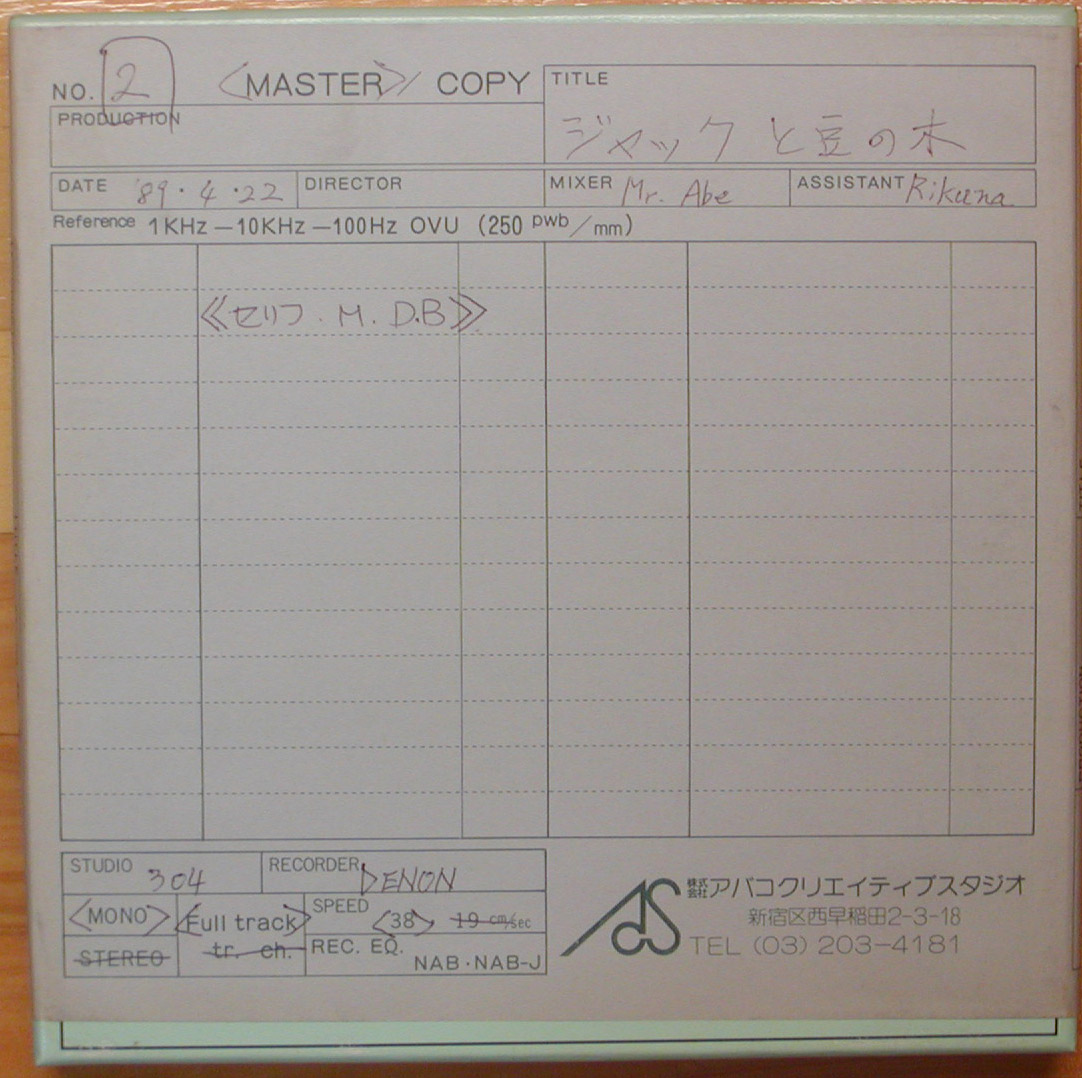 NO. 2 〈MASTER〉/ COPY
TITLE
ジャックと豆の木
PRODUCTION
DATE '89・4・22 DIRECTOR MIXER Mr. Abe ASSISTANT Rikuna
Reference 1KHz—10KHz—100Hz OVU (250 pwb/mm)
《セリフ. M. D.B》
STUDIO 304 RECORDER DENON
〈MONO〉 〈Full track〉 SPEED 〈38〉 19 cm/sec
STEREO tr. ch. REC. EQ. NAB・NAB-J
株式会社アバコクリエイティブスタジオ
新宿区西早稲田2-3-18
TEL (03) 203-4181